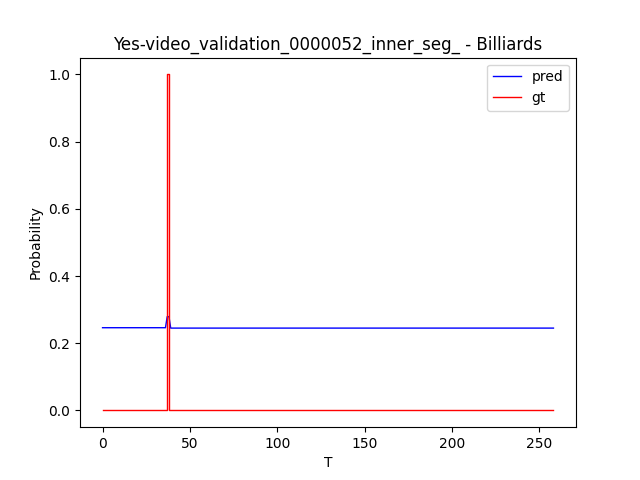 Yes-video_validation_0000052_inner_seg_ - Billiards
pred
gt
1.0
0.8
0.6
0.4
0.2
0.0
Probability
0
50
100
150
200
250
T